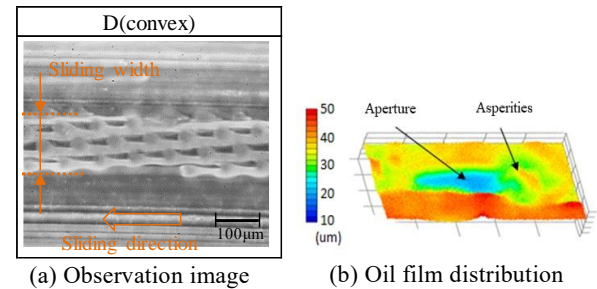 D(convex)
Sliding width
Sliding direction
100μm
(a) Observation image
Aperture
Asperities
50
40
30
20
10
(um)
(b) Oil film distribution